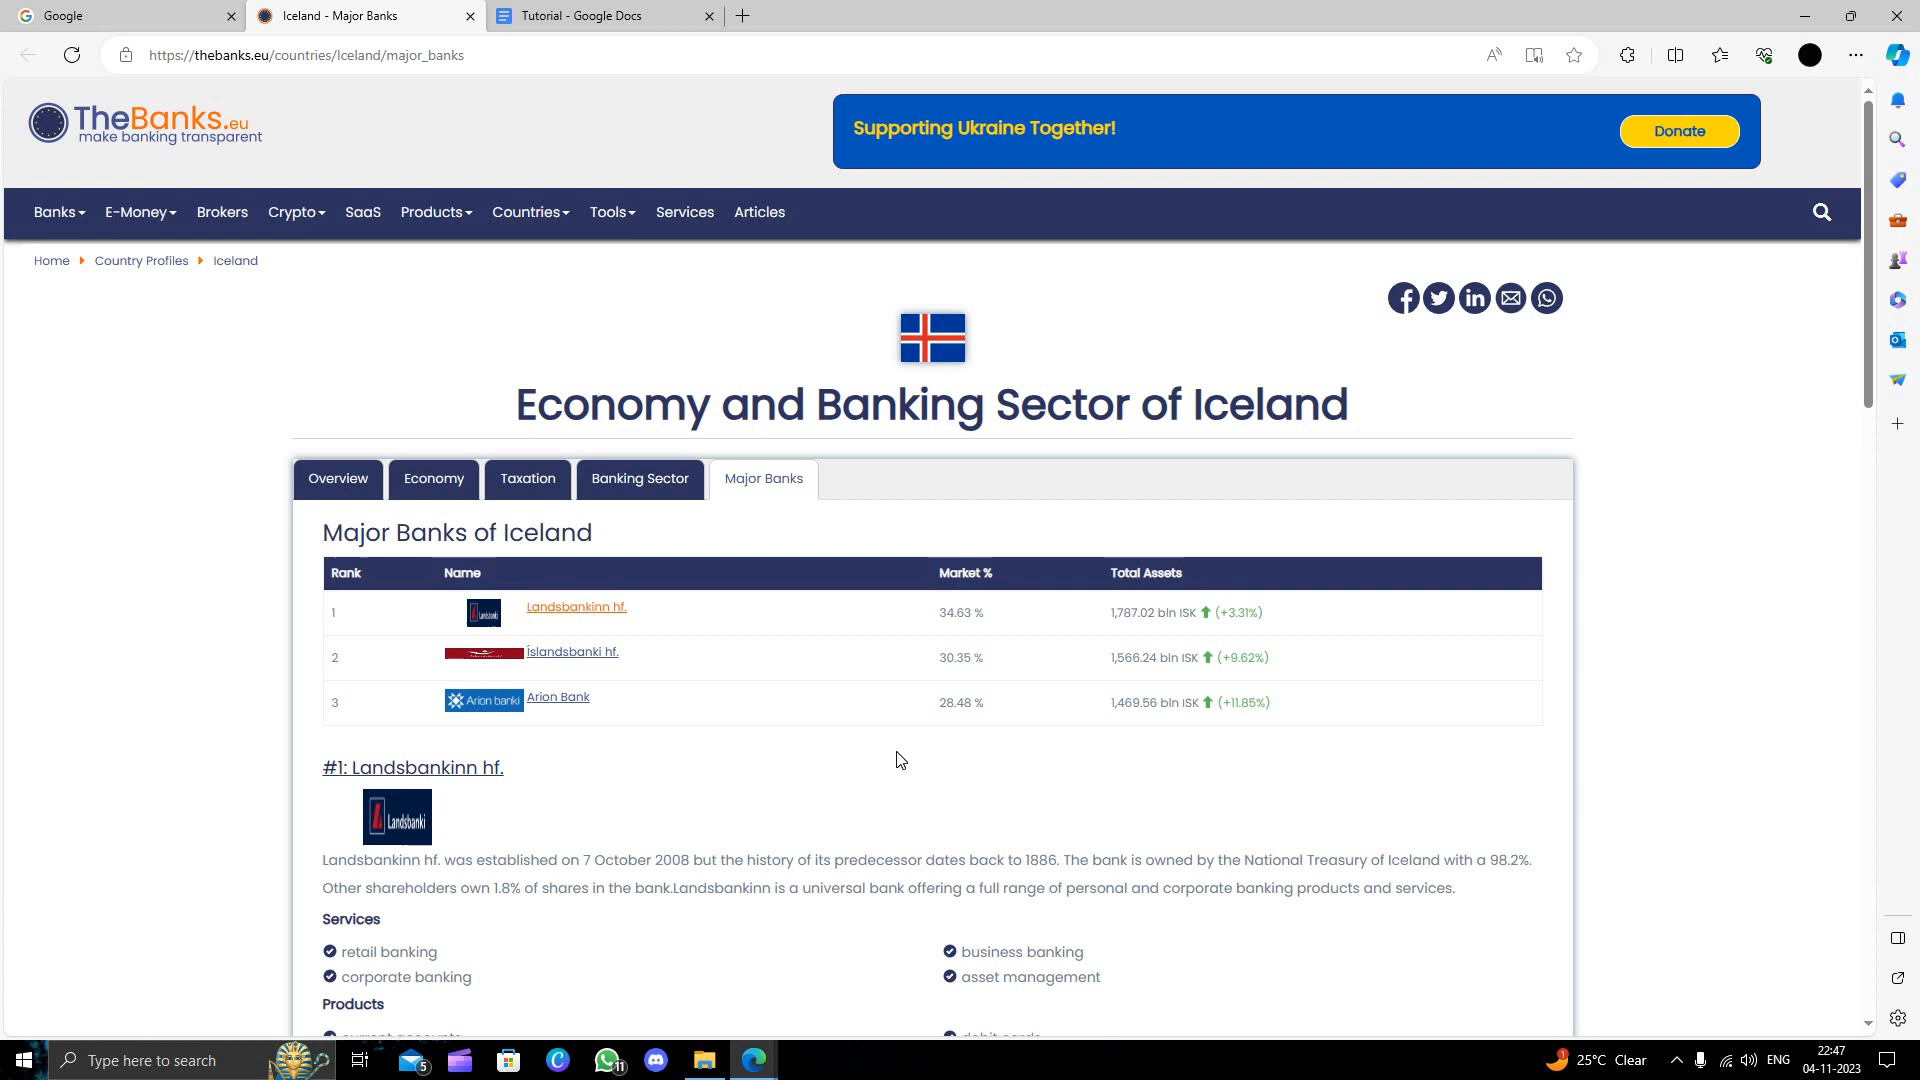 Google
Iceland - Major Banks
Tutorial - Google Docs
https://thebanks.eu/countries/Iceland/major_banks
TheBanks.eu
make banking transparent
Supporting Ukraine Together!
Donate
Banks E-Money Brokers Crypto SaaS Products Countries Tools Services Articles
Home Country Profiles Iceland
Economy and Banking Sector of Iceland
Overview Economy Taxation Banking Sector Major Banks
Major Banks of Iceland
Rank Name Market % Total Assets
1 Landsbanki Landsbankinn hf. 34.63 % 1,787.02 bln ISK (+3.31%)
2 Íslandsbanki hf. 30.35 % 1,566.24 bln ISK (+9.62%)
3 Arion banki Arion Bank 28.48 % 1,469.56 bln ISK (+11.85%)
#1: Landsbankinn hf.
Landsbanki
Landsbankinn hf. was established on 7 October 2008 but the history of its predecessor dates back to 1886. The bank is owned by the National Treasury of Iceland with a 98.2%.
Other shareholders own 1.8% of shares in the bank.Landsbankinn is a universal bank offering a full range of personal and corporate banking products and services.
Services
retail banking business banking
corporate banking asset management
Products
Type here to search
5
11
1
25°C Clear
ENG
22:47
04-11-2023